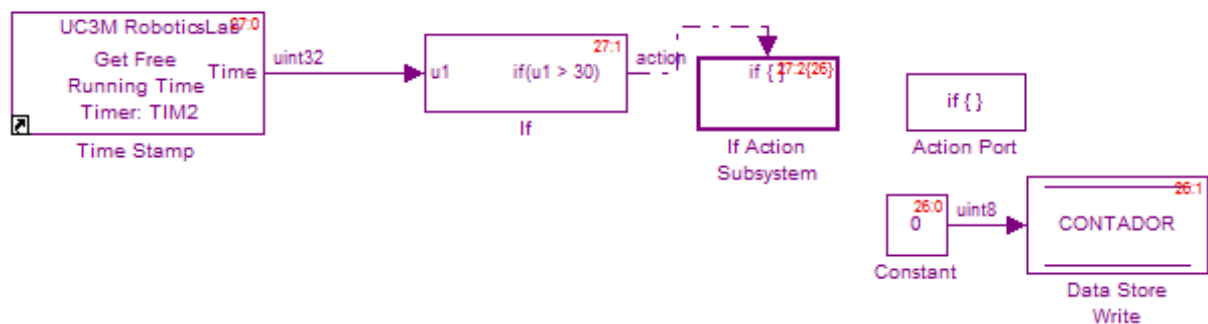 UC3M RoboticsLab 27:0
Get Free
Running Time
Timer: TIM2
Time
Time Stamp
uint32
27:1
u1 if(u1 > 30)
If
action
if { } 27:2{26}
If Action
Subsystem
if { }
Action Port
26:0
0
Constant
uint8
26:1
CONTADOR
Data Store
Write